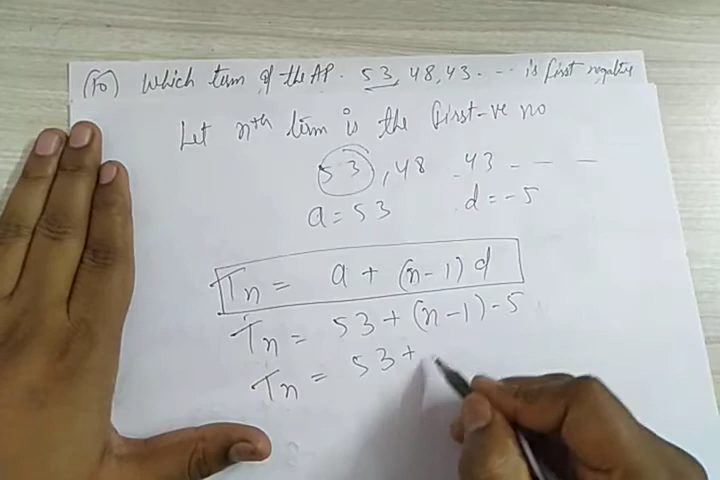 (10) Which term of the AP. 53, 48, 43 - - - is first negative
Let nth term is the first -ve no
53, 48 . 43 - - -
a = 53 d = -5
Tn = a + (n-1) d
Tn = 53 + (n-1) -5
Tn = 53 +